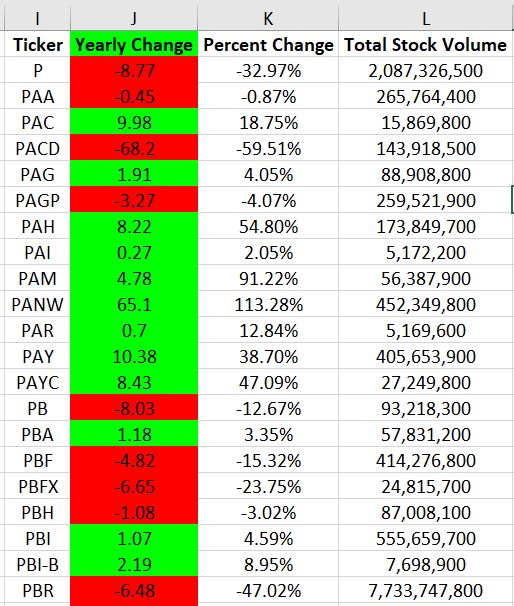 I J K L
Ticker Yearly Change Percent Change Total Stock Volume
P -8.77 -32.97% 2,087,326,500
PAA -0.45 -0.87% 265,764,400
PAC 9.98 18.75% 15,869,800
PACD -68.2 -59.51% 143,918,500
PAG 1.91 4.05% 88,908,800
PAGP -3.27 -4.07% 259,521,900
PAH 8.22 54.80% 173,849,700
PAI 0.27 2.05% 5,172,200
PAM 4.78 91.22% 56,387,900
PANW 65.1 113.28% 452,349,800
PAR 0.7 12.84% 5,169,600
PAY 10.38 38.70% 405,653,900
PAYC 8.43 47.09% 27,249,800
PB -8.03 -12.67% 93,218,300
PBA 1.18 3.35% 57,831,200
PBF -4.82 -15.32% 414,276,800
PBFX -6.65 -23.75% 24,815,700
PBH -1.08 -3.02% 87,008,100
PBI 1.07 4.59% 555,659,700
PBI-B 2.19 8.95% 7,698,900
PBR -6.48 -47.02% 7,733,747,800